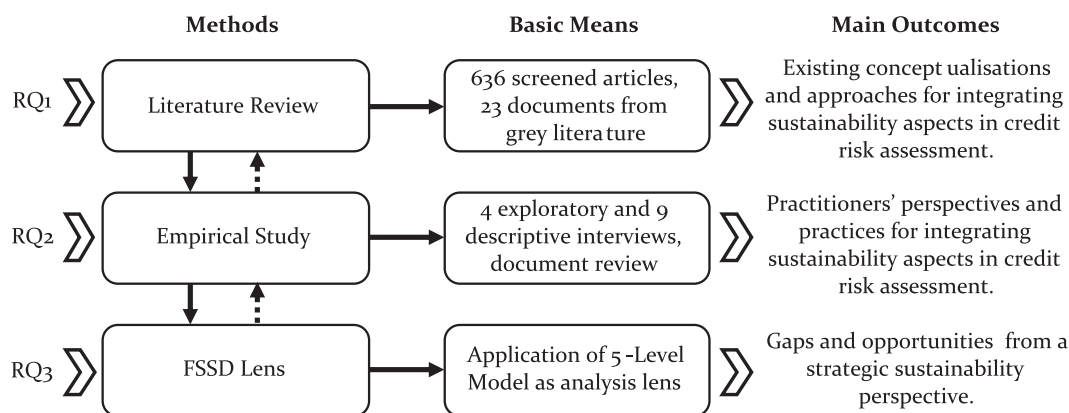 Methods
Basic Means
Main Outcomes
RQ1
Literature Review
636 screened articles,
23 documents from
grey litera ture
Existing concept ualisations
and approaches for integrating
sustainability aspects in credit
risk assessment.
RQ2
Empirical Study
4 exploratory and 9
descriptive interviews,
document review
Practitioners’ perspectives and
practices for integrating
sustainability aspects in credit
risk assessment.
RQ3
FSSD Lens
Application of 5 -Level
Model as analysis lens
Gaps and opportunities from a
strategic sustainability
perspective.